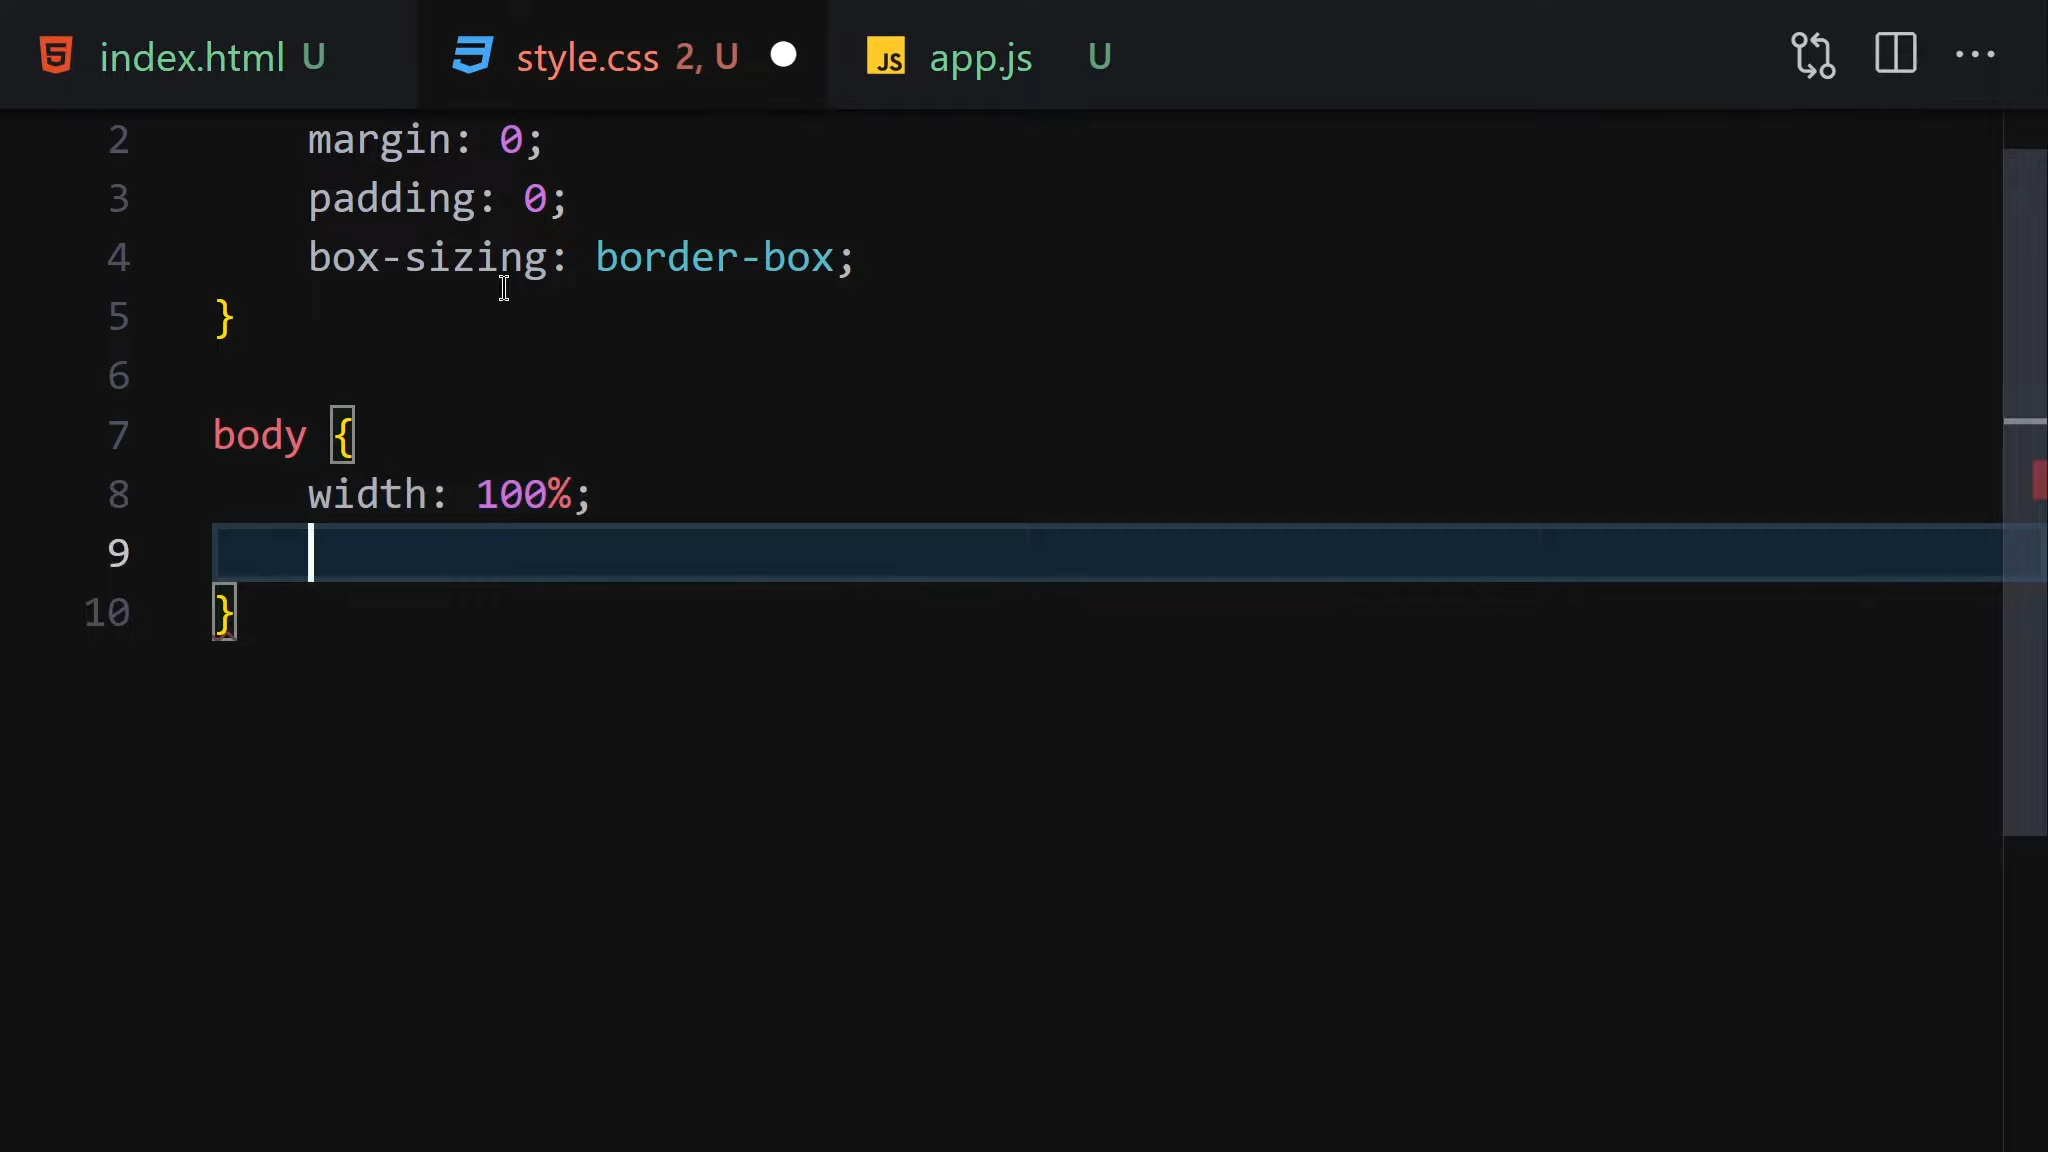 index.html U style.css 2, U JS app.js U
2 margin: 0;
3 padding: 0;
4 box-sizing: border-box;
5 }
6
7 body {
8 width: 100%;
9
10 }